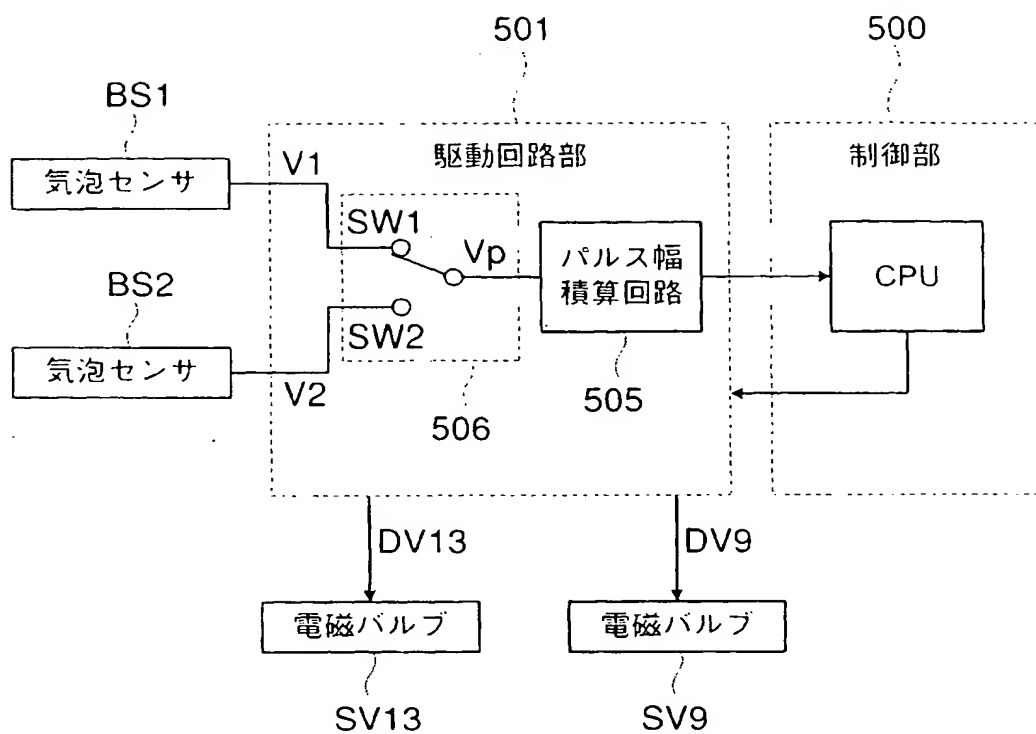 501
500
BS1
駆動回路部
制御部
気泡センサ
V1
SW1
Vp
パルス幅
積算回路
CPU
BS2
SW2
気泡センサ
V2
506
505
DV13
DV9
電磁バルブ
電磁バルブ
SV13
SV9